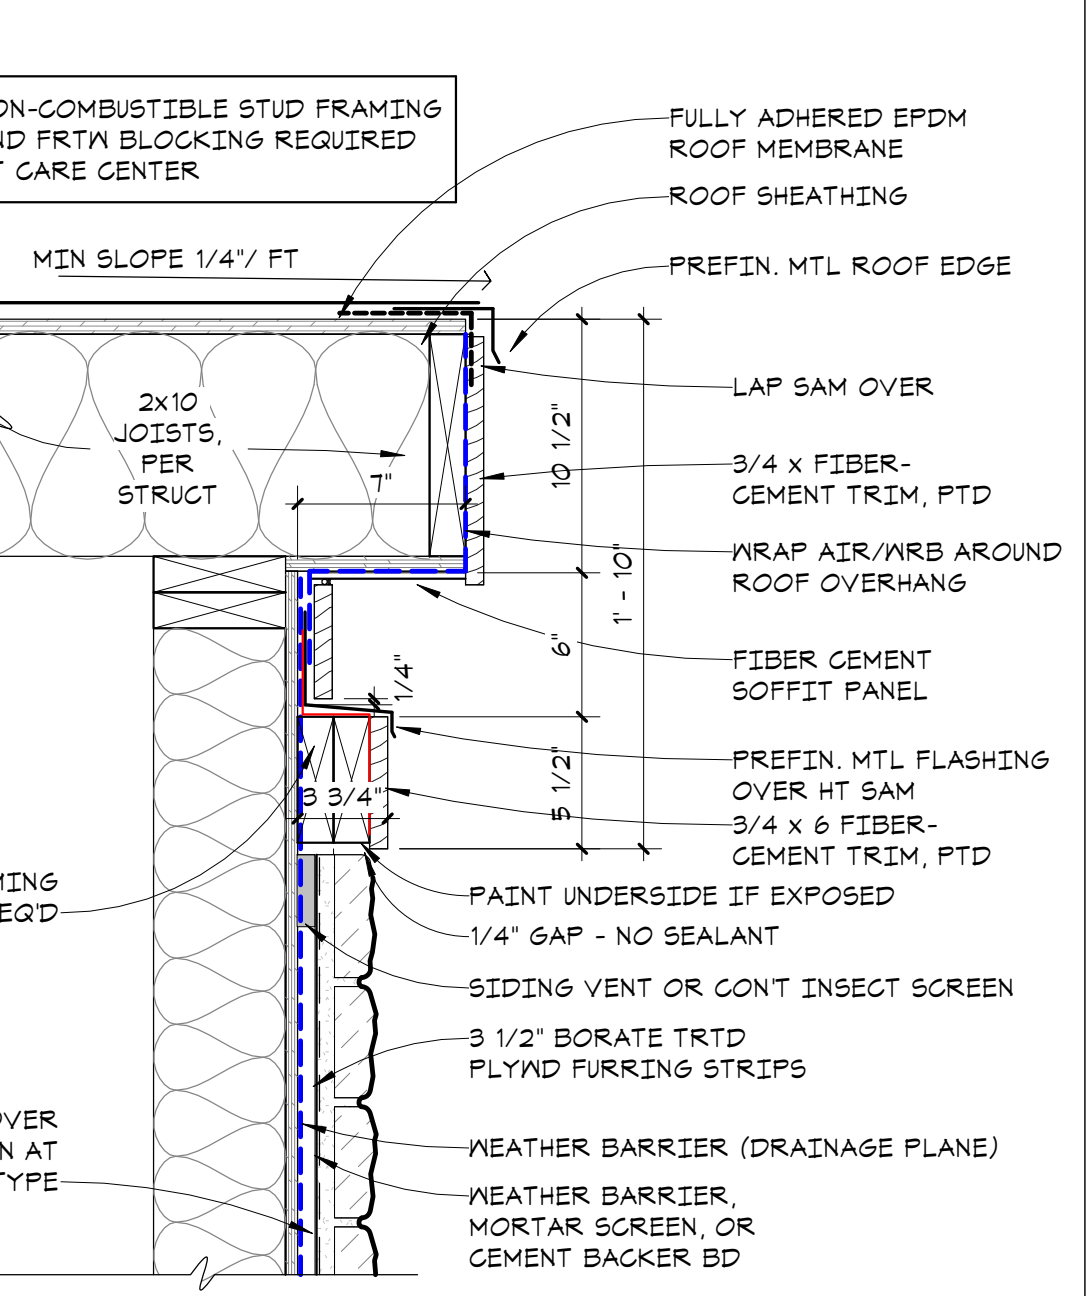 ON-COMBUSTIBLE STUD FRAMING
ND FRTW BLOCKING REQUIRED
T CARE CENTER
MIN SLOPE 1/4"/ FT
FULLY ADHERED EPDM
ROOF MEMBRANE
ROOF SHEATHING
PREFIN. MTL ROOF EDGE
2x10
JOISTS,
PER
STRUCT
7"
10 1/2"
1' - 10"
6"
1/4"
5 1/2"
3 3/4"
LAP SAM OVER
3/4 x FIBER-
CEMENT TRIM, PTD
WRAP AIR/WRB AROUND
ROOF OVERHANG
FIBER CEMENT
SOFFIT PANEL
PREFIN. MTL FLASHING
OVER HT SAM
3/4 x 6 FIBER-
CEMENT TRIM, PTD
MING
EQ'D
PAINT UNDERSIDE IF EXPOSED
1/4" GAP - NO SEALANT
SIDING VENT OR CON'T INSECT SCREEN
3 1/2" BORATE TRTD
PLYWD FURRING STRIPS
OVER
N AT
TYPE
WEATHER BARRIER (DRAINAGE PLANE)
WEATHER BARRIER,
MORTAR SCREEN, OR
CEMENT BACKER BD